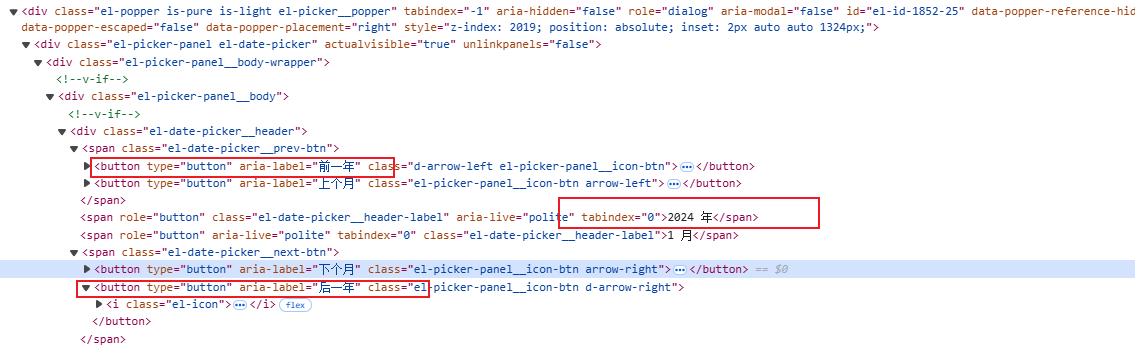 ▼<div class="el-popper is-pure is-light el-picker__popper" tabindex="-1" aria-hidden="false" role="dialog" aria-modal="false" id="el-id-1852-25" data-popper-reference-hid
data-popper-escaped="false" data-popper-placement="right" style="z-index: 2019; position: absolute; inset: 2px auto auto 1324px;">
▼<div class="el-picker-panel el-date-picker" actualvisible="true" unlinkpanels="false">
▼<div class="el-picker-panel__body-wrapper">
<!--v-if-->
▼<div class="el-picker-panel__body">
<!--v-if-->
▼<div class="el-date-picker__header">
▼<span class="el-date-picker__prev-btn">
▶<button type="button" aria-label="前一年" class="d-arrow-left el-picker-panel__icon-btn">⋯</button>
▶<button type="button" aria-label="上个月" class="el-picker-panel__icon-btn arrow-left">⋯</button>
</span>
<span role="button" class="el-date-picker__header-label" aria-live="polite" tabindex="0">2024 年</span>
<span role="button" aria-live="polite" tabindex="0" class="el-date-picker__header-label">1 月</span>
▼<span class="el-date-picker__next-btn">
▶<button type="button" aria-label="下个月" class="el-picker-panel__icon-btn arrow-right">⋯</button> == $0
▼<button type="button" aria-label="后一年" class="el-picker-panel__icon-btn d-arrow-right">
▶<i class="el-icon">⋯</i> flex
</button>
</span>